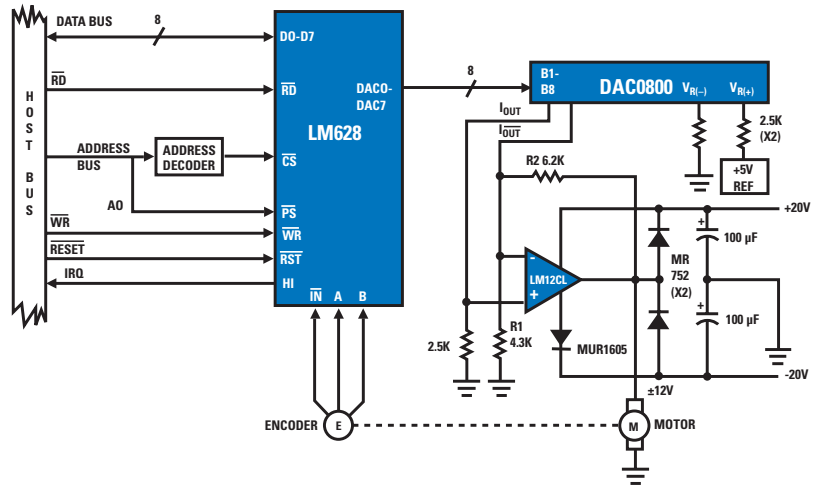 DATA BUS
8
DO-D7
RD
RD
DACO-
DAC7
8
B1-
B8
DAC0800
VR(−)
VR(+)
LM628
IOUT
IOUT
2.5K
(X2)
HOST BUS
ADDRESS
BUS
ADDRESS
DECODER
CS
R2 6.2K
+5V
REF
AO
PS
+20V
WR
WR
+
100 µF
RESET
RST
-
LM12CL
+
MR
752
(X2)
IRQ
HI
IN
A
B
+
100 µF
2.5K
R1
4.3K
MUR1605
-20V
±12V
ENCODER
E
M
MOTOR